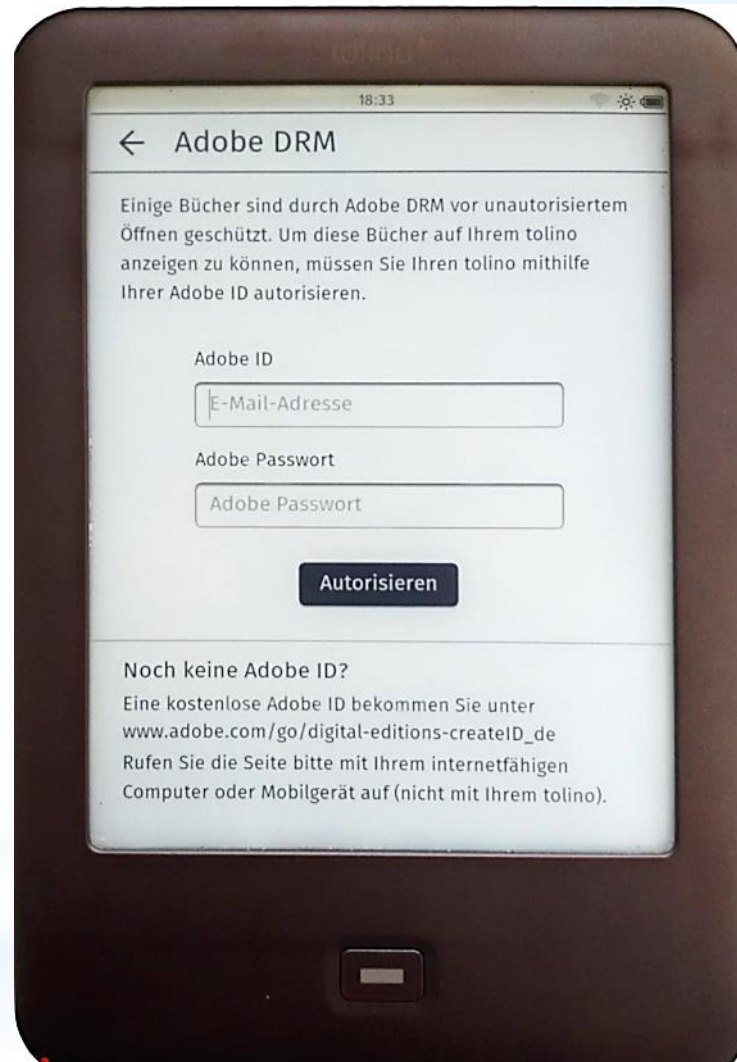 tolino
18:33
← Adobe DRM
Einige Bücher sind durch Adobe DRM vor unautorisiertem
Öffnen geschützt. Um diese Bücher auf Ihrem tolino
anzeigen zu können, müssen Sie Ihren tolino mithilfe
Ihrer Adobe ID autorisieren.
Adobe ID
E-Mail-Adresse
Adobe Passwort
Adobe Passwort
Autorisieren
Noch keine Adobe ID?
Eine kostenlose Adobe ID bekommen Sie unter
www.adobe.com/go/digital-editions-createID_de
Rufen Sie die Seite bitte mit Ihrem internetfähigen
Computer oder Mobilgerät auf (nicht mit Ihrem tolino).